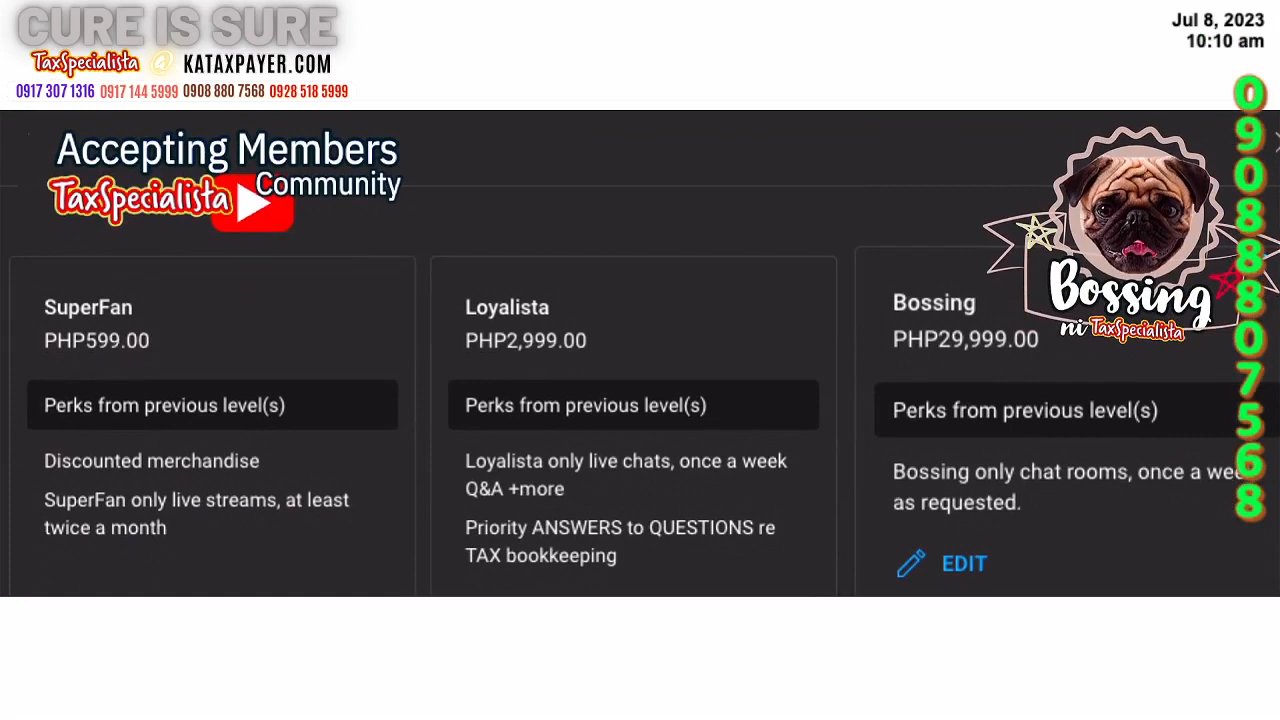 CURE IS SURE
TaxSpecialista @ KATAXPAYER.COM
0917 307 1316 0917 144 5999 0908 880 7568 0928 518 5999
Jul 8, 2023
10:10 am
Accepting Members
Community
TaxSpecialista
SuperFan
PHP599.00
Perks from previous level(s)
Discounted merchandise
SuperFan only live streams, at least
twice a month
Loyalista
PHP2,999.00
Perks from previous level(s)
Loyalista only live chats, once a week
Q&A +more
Priority ANSWERS to QUESTIONS re
TAX bookkeeping
Bossing
PHP29,999.00
Perks from previous level(s)
Bossing only chat rooms, once a wee
as requested.
EDIT
Bossing
ni TaxSpecialista
09088807568